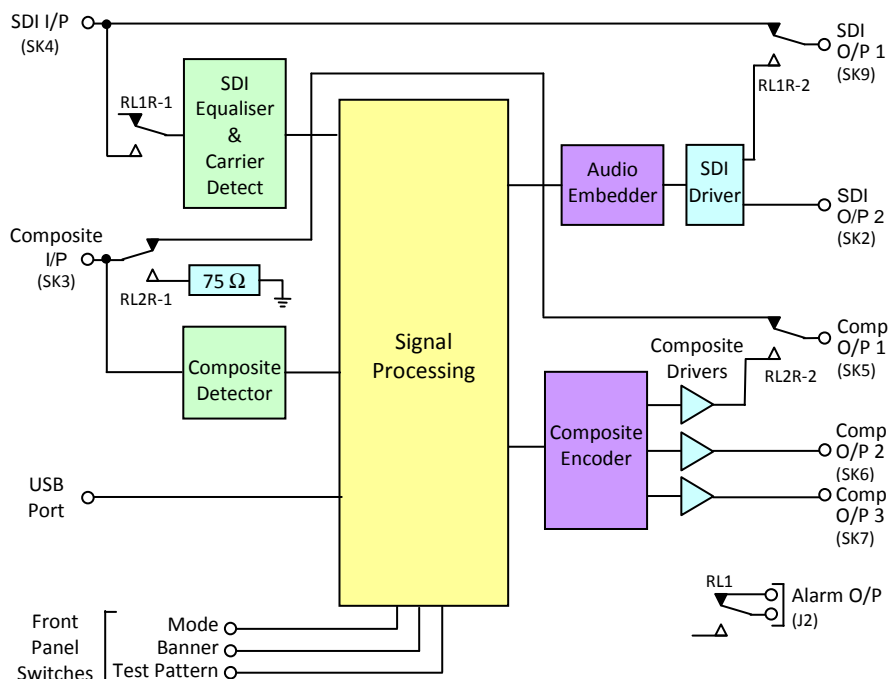 SDI I/P
(SK4)
SDI
O/P 1
(SK9)
RL1R-1
SDI
Equaliser
&
Carrier
Detect
RL1R-2
Audio
Embedder
SDI
Driver
SDI
O/P 2
(SK2)
Composite
I/P
(SK3)
RL2R-1
75 Ω
Signal
Processing
Composite
Detector
Composite
Drivers
Comp
O/P 1
(SK5)
RL2R-2
Composite
Encoder
Comp
O/P 2
(SK6)
Comp
O/P 3
(SK7)
USB
Port
RL1
Alarm O/P
(J2)
Front
Panel
Switches
Mode
Banner
Test Pattern